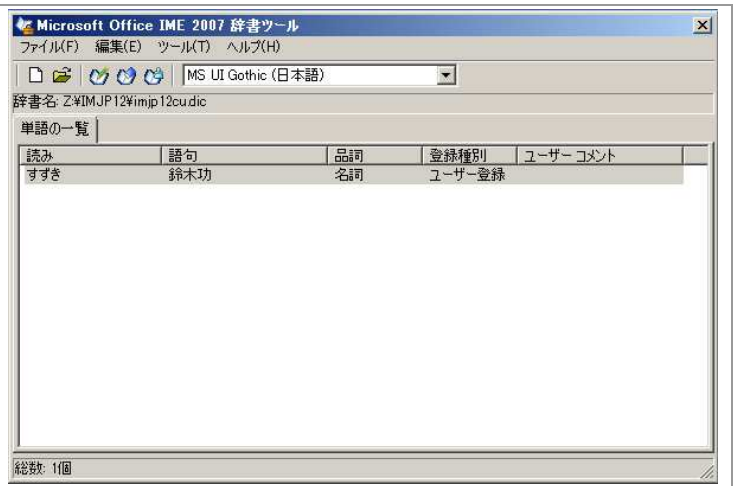 Microsoft Office IME 2007 辞書ツール
ファイル(F) 編集(E) ツール(T) ヘルプ(H)
MS UI Gothic (日本語)
辞書名: Z:¥IMJP12¥imjp12cu.dic
単語の一覧
読み 語句 品詞 登録種別 ユーザー コメント
すずき 鈴木功 名詞 ユーザー登録
総数: 1個